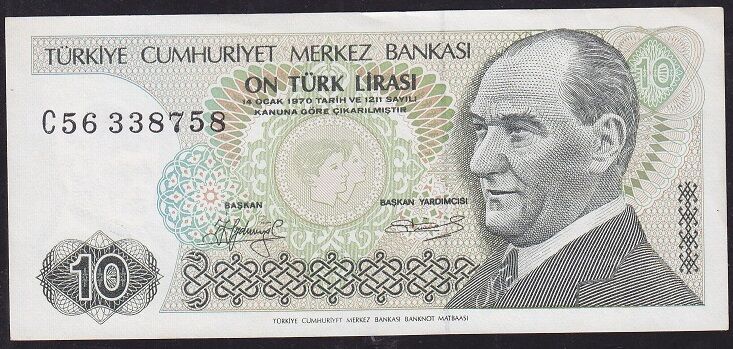 TÜRKİYE CUMHURİYET MERKEZ BANKASI
10
ON TÜRK LİRASI
14 OCAK 1970 TARİH VE 1211 SAYILI
KANUNA GÖRE ÇIKARILMIŞTIR
C56 338758
BAŞKAN
BAŞKAN YARDIMCISI
10
TÜRKİYE CUMHURİYET MERKEZ BANKASI BANKNOT MATBAASI